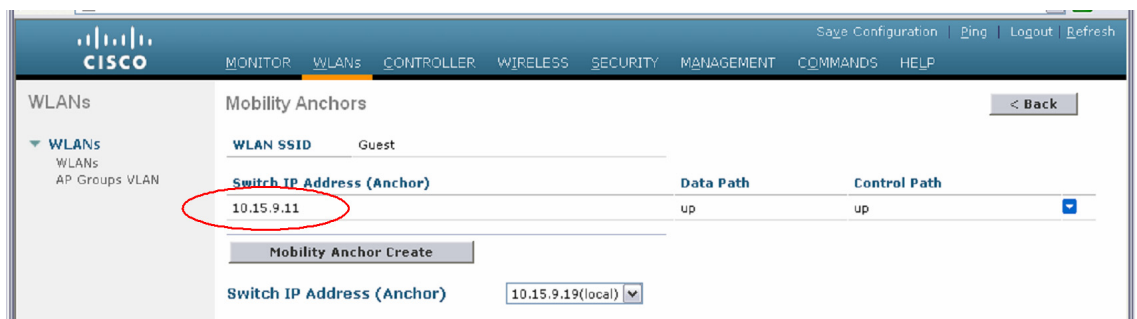 Save Configuration | Ping | Logout | Refresh
CISCO
MONITOR WLANs CONTROLLER WIRELESS SECURITY MANAGEMENT COMMANDS HELP
WLANs
Mobility Anchors
< Back
WLANs
WLANs
AP Groups VLAN
WLAN SSID Guest
Switch IP Address (Anchor) Data Path Control Path
10.15.9.11 up up
Mobility Anchor Create
Switch IP Address (Anchor) 10.15.9.19(local)